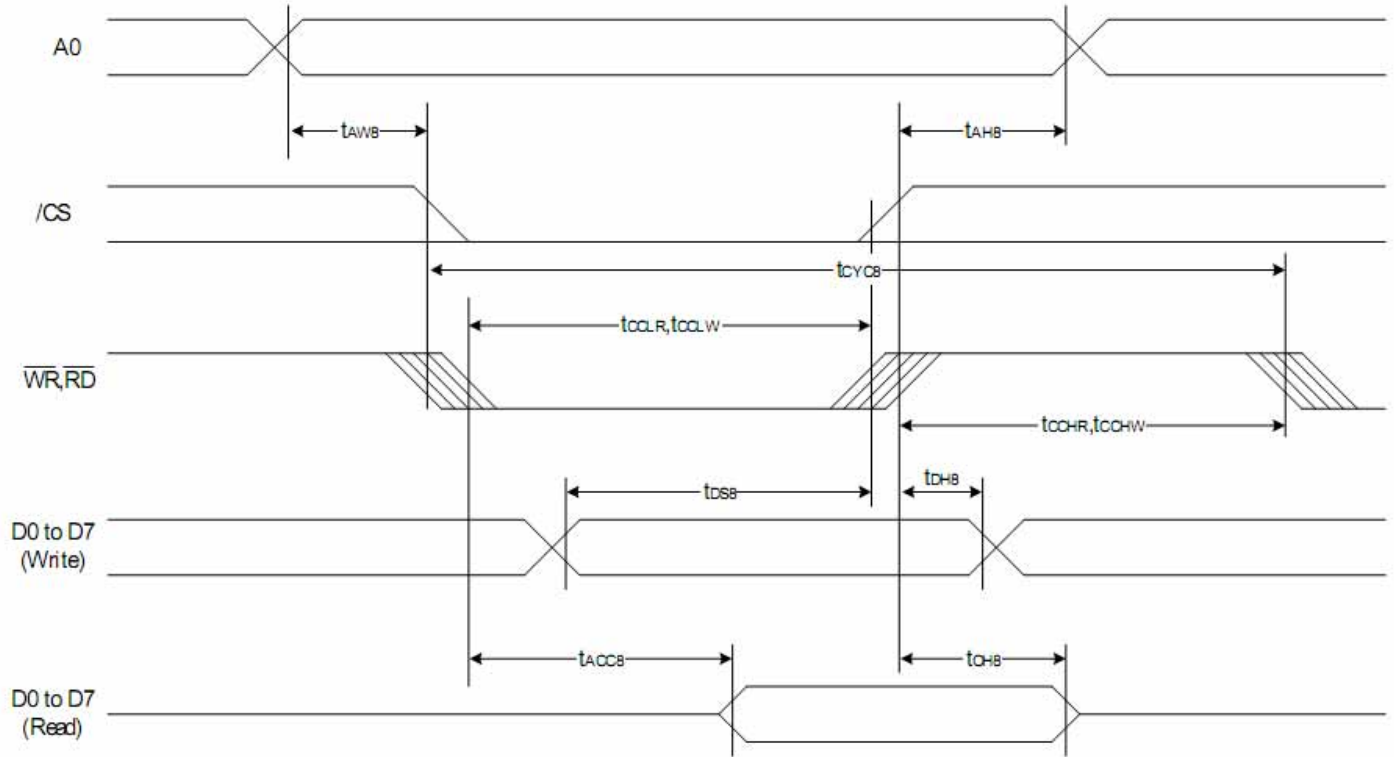 A0
tAW8
tAH8
/CS
tCYC8
tCCLR,tCCLW
WR,RD
tCCHR,tCCHW
tDS8
tDH8
D0 to D7
(Write)
tACC8
tOH8
D0 to D7
(Read)